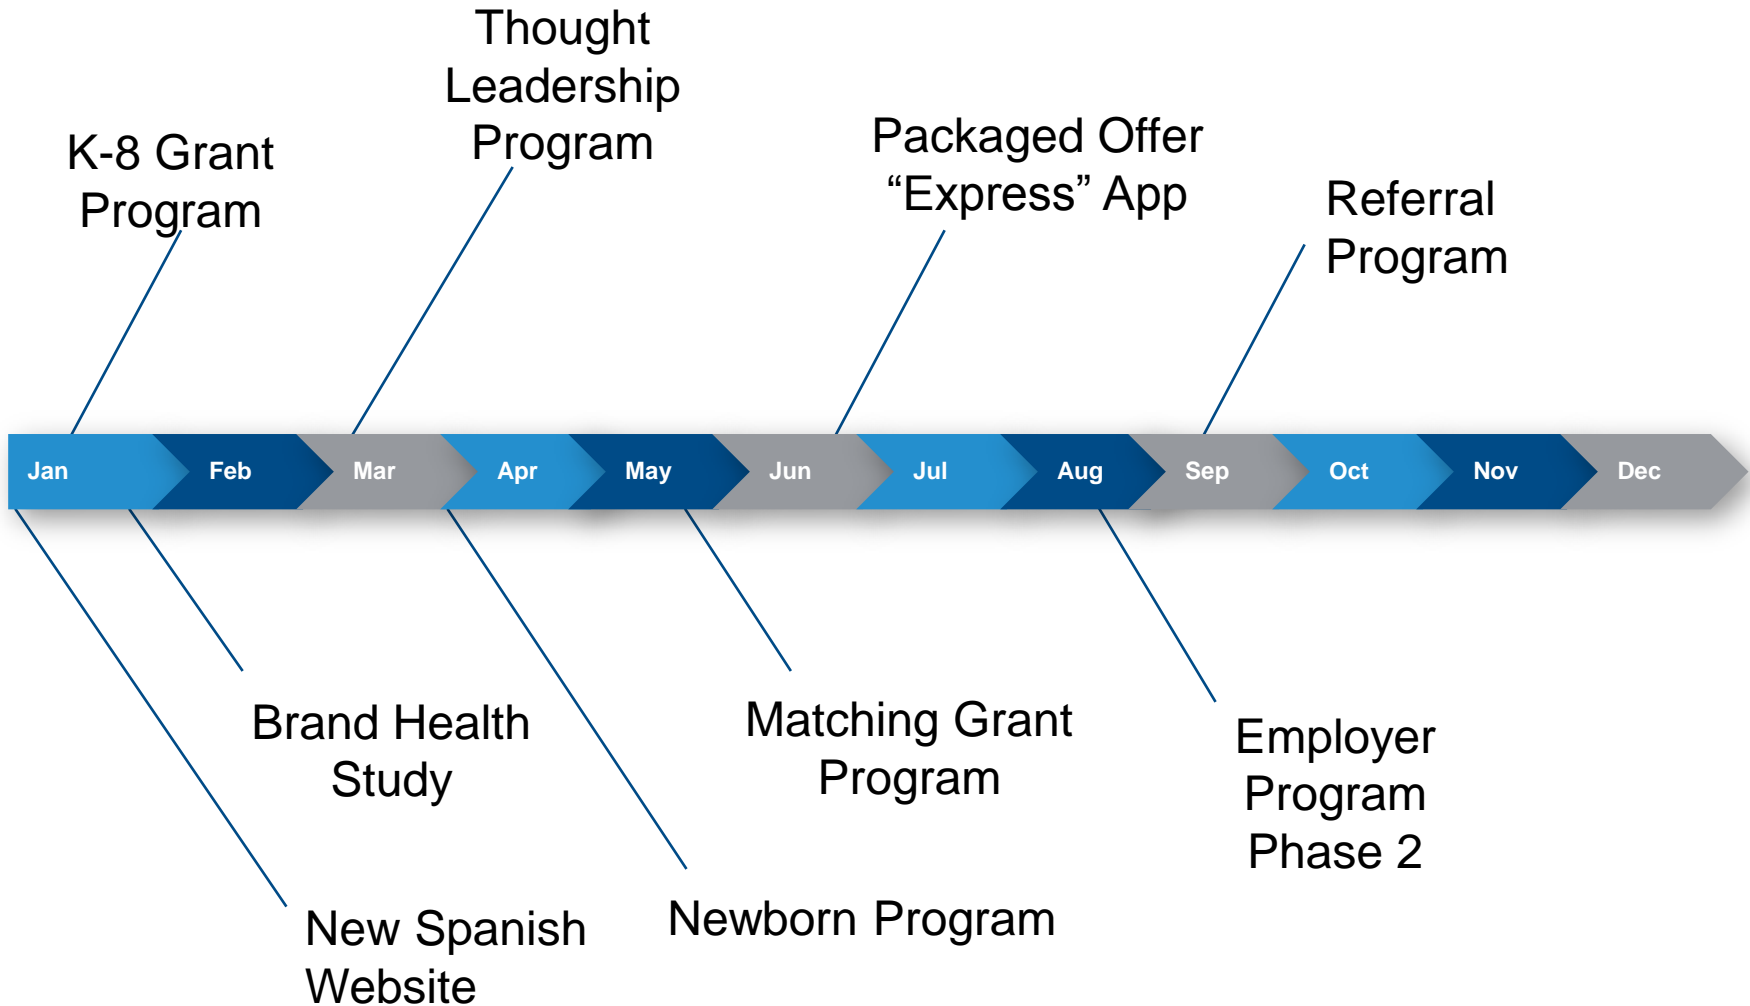 Thought
Leadership
Program
K-8 Grant
Program
Packaged Offer
“Express” App
Referral
Program
Jan
Feb
Mar
Apr
May
Jun
Jul
Aug
Sep
Oct
Nov
Dec
Brand Health
Study
Matching Grant
Program
Employer
Program
Phase 2
New Spanish
Website
Newborn Program